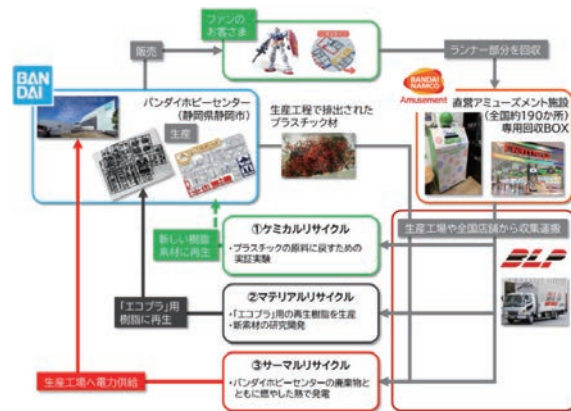 ファンの
お客さま
販売
ランナー部分を回収
BAN
DAI
バンダイホビーセンター
（静岡県静岡市）
生産
生産工程で排出された
プラスチック材
BANDAI
NAMCO
Amusement
直営アミューズメント施設
（全国約190か所）
専用回収BOX
新しい樹脂
素材に再生
①ケミカルリサイクル
・プラスチックの原料に戻すための
実証実験
生産工場や全国店舗から収集運搬
BLP
「エコプラ」用
樹脂に再生
②マテリアルリサイクル
・「エコプラ」用の再生樹脂を生産
・新素材の研究開発
生産工場へ電力供給
③サーマルリサイクル
・バンダイホビーセンターの廃棄物と
ともに燃やした熱で発電